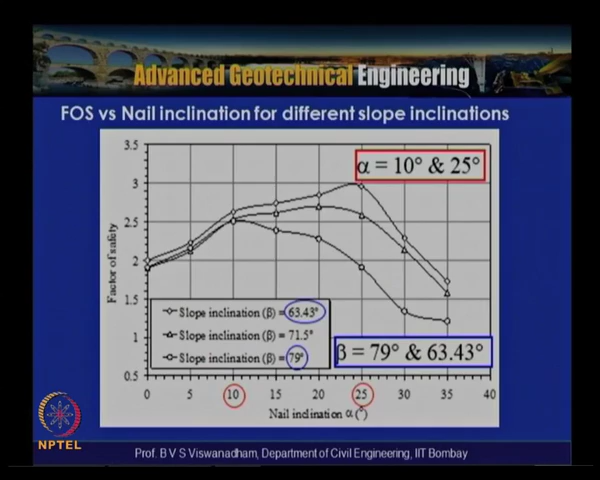 Advanced Geotechnical Engineering
FOS vs Nail inclination for different slope inclinations
3.5
3
2.5
2
1.5
1
0.5
Factor of safety
α = 10° & 25°
Slope inclination (β) = 63.43°
Slope inclination (β) = 71.5°
Slope inclination (β) = 79°
β = 79° & 63.43°
0 5 10 15 20 25 30 35 40
Nail inclination α (°)
NPTEL
Prof. B V S Viswanadham, Department of Civil Engineering, IIT Bombay